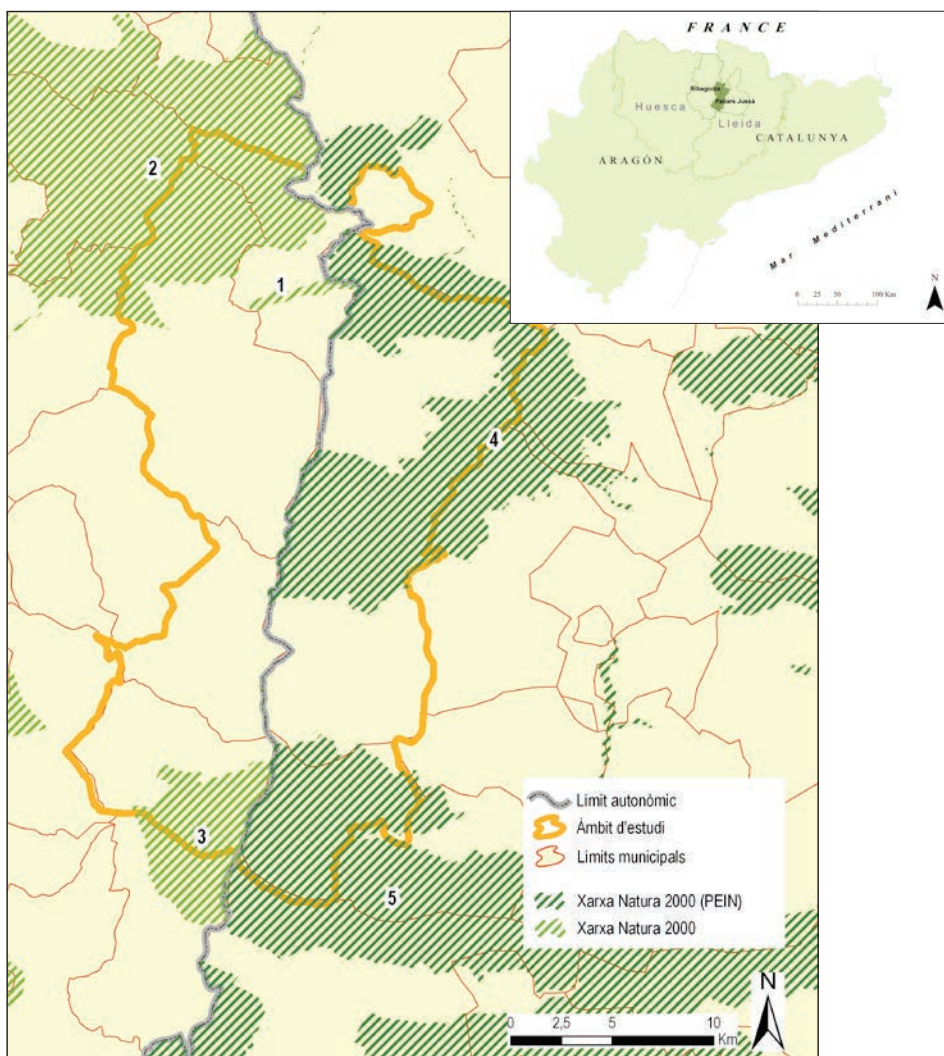 FRANCE
Ribagorça
Pallars Jussà
Huesca
Lleida
CATALUNYA
ARAGÓN
Mar Mediterrani
N
0 25 50 100 Km
2
1
4
3
5
Límit autonòmic
Àmbit d'estudi
Límits municipals
Xarxa Natura 2000 (PEIN)
Xarxa Natura 2000
N
0 2,5 5 10
Km